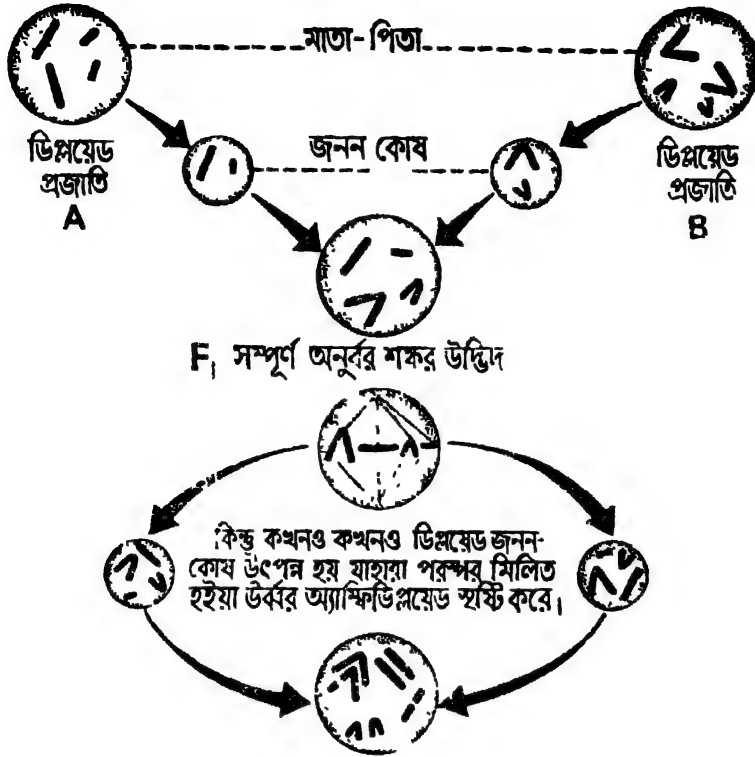 মাতা-পিতা
ডিপ্লয়েড
প্রজাতি
A
জনন কোষ
ডিপ্লয়েড
প্রজাতি
B
F₁ সম্পূর্ণ অনুর্বর শঙ্কর উদ্ভিদ
কিন্তু কখনও কখনও ডিপ্লয়েড জনন-
কোষ উৎপন্ন হয় যাহারা পরস্পর মিলিত
হইয়া উর্ব্বর অ্যাম্ফিডিপ্লয়েড সৃষ্টি করে।